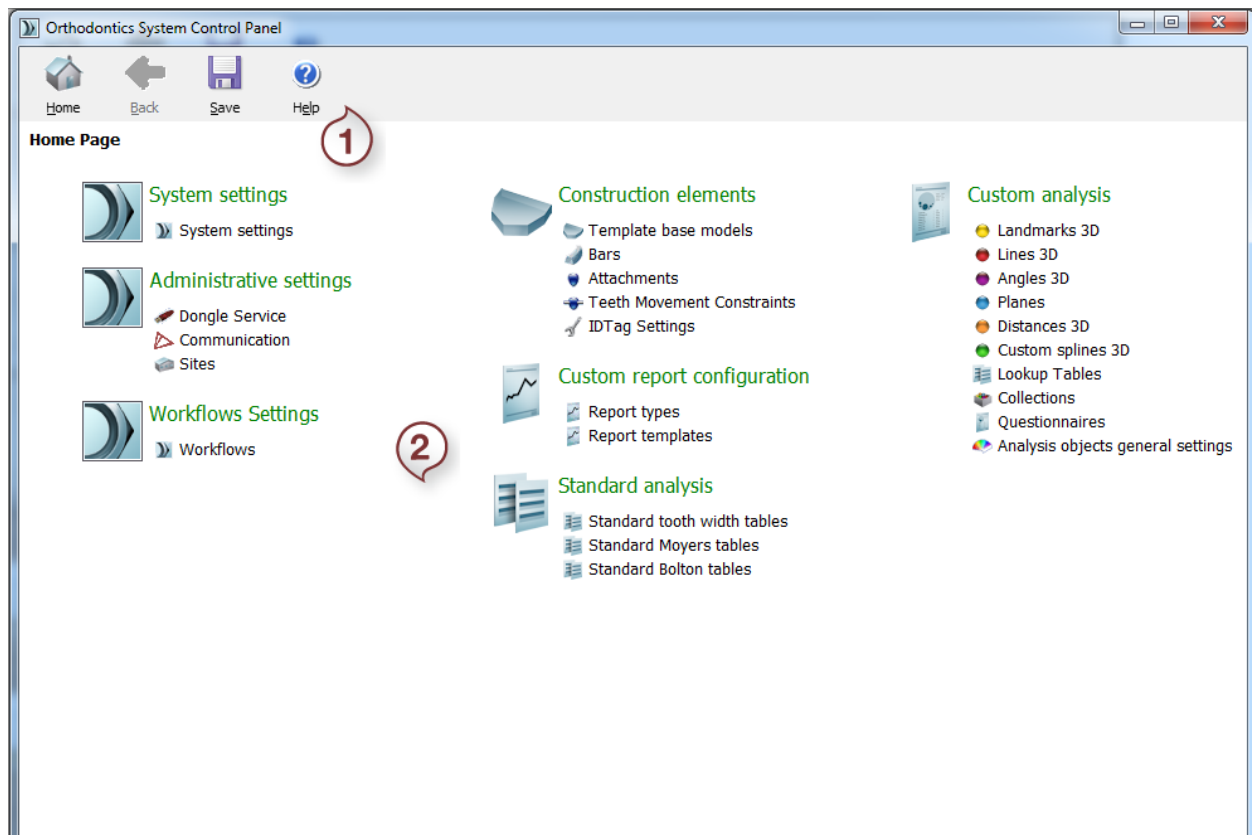 Orthodontics System Control Panel
Home Back Save Help
1
Home Page
System settings
System settings
Administrative settings
Dongle Service
Communication
Sites
Workflows Settings
Workflows
2
Construction elements
Template base models
Bars
Attachments
Teeth Movement Constraints
IDTag Settings
Custom report configuration
Report types
Report templates
Standard analysis
Standard tooth width tables
Standard Moyers tables
Standard Bolton tables
Custom analysis
Landmarks 3D
Lines 3D
Angles 3D
Planes
Distances 3D
Custom splines 3D
Lookup Tables
Collections
Questionnaires
Analysis objects general settings